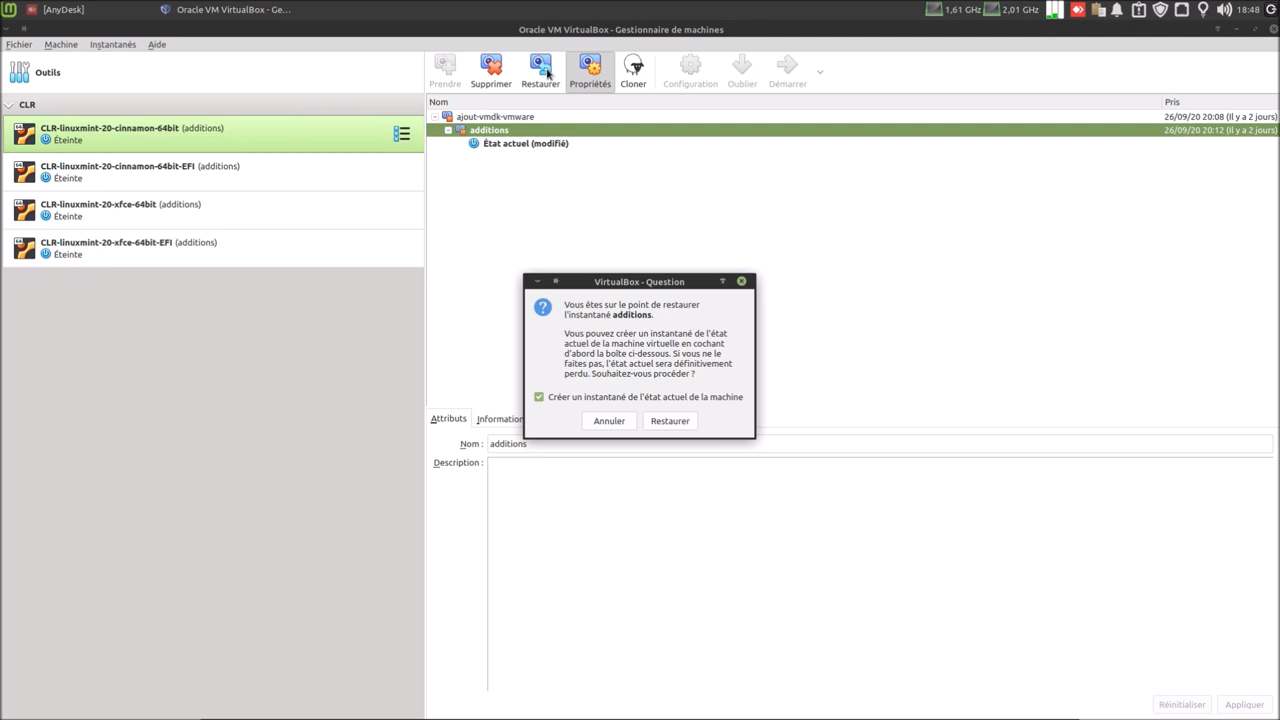 [AnyDesk]
Oracle VM VirtualBox - Ge...
1,61 GHz
2,01 GHz
18:48
Oracle VM VirtualBox - Gestionnaire de machines
Fichier Machine Instantanés Aide
Outils
Prendre Supprimer Restaurer Propriétés Cloner Configuration Oublier Démarrer
CLR
CLR-linuxmint-20-cinnamon-64bit (additions)
Éteinte
CLR-linuxmint-20-cinnamon-64bit-EFI (additions)
Éteinte
CLR-linuxmint-20-xfce-64bit (additions)
Éteinte
CLR-linuxmint-20-xfce-64bit-EFI (additions)
Éteinte
Nom Pris
ajout-vmdk-vmware 26/09/20 20:08 (Il y a 2 jours)
additions 26/09/20 20:12 (Il y a 2 jours)
État actuel (modifié)
VirtualBox - Question
Vous êtes sur le point de restaurer
l'instantané additions.
Vous pouvez créer un instantané de l'état
actuel de la machine virtuelle en cochant
d'abord la boîte ci-dessous. Si vous ne le
faites pas, l'état actuel sera définitivement
perdu. Souhaitez-vous procéder ?
Créer un instantané de l'état actuel de la machine
Annuler Restaurer
Attributs Information
Nom : additions
Description :
Réinitialiser Appliquer